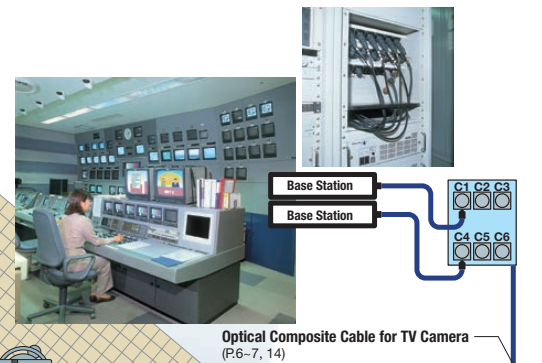 Base Station
Base Station
C1 C2 C3
C4 C5 C6
Optical Composite Cable for TV Camera
(P.6~7, 14)